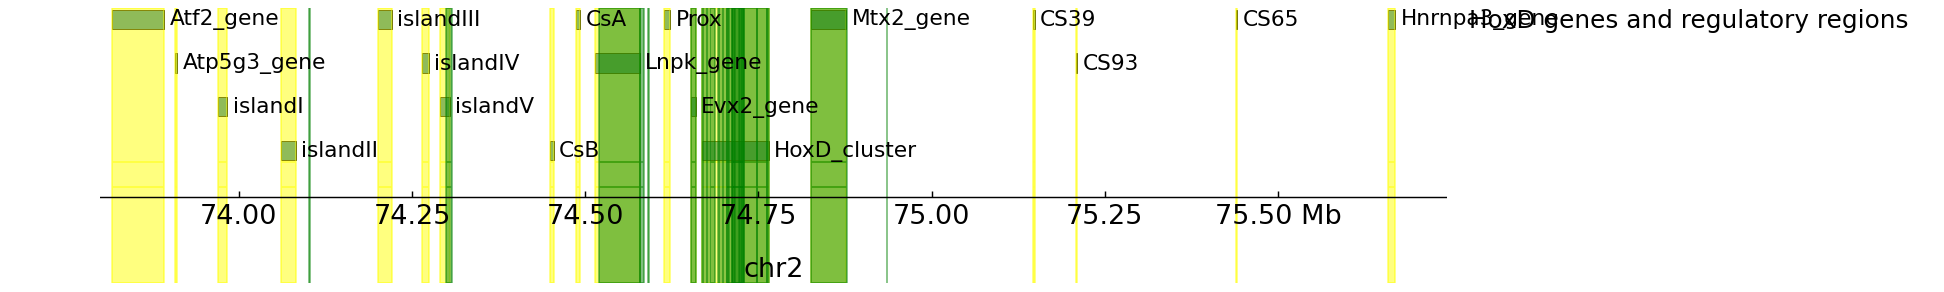 Atf2_gene islandIII CsA Prox Mtx2_gene CS39 CS65 Hnrnpa3_gene HoxD genes and regulatory regions
Atp5g3_gene islandIV Lnpk_gene CS93
islandI islandV Evx2_gene
islandII CsB HoxD_cluster
74.00 74.25 74.50 74.75 75.00 75.25 75.50 Mb
chr2